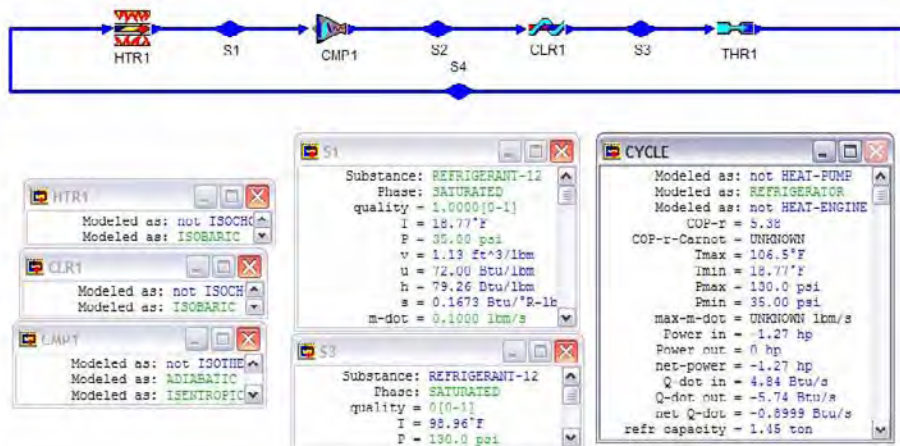 HTR1
S1
CMP1
S2
CLR1
S3
THR1
S4
HTR1
Modeled as: not ISOCHO
Modeled as: ISOBARIC
CLR1
Modeled as: not ISOCH
Modeled as: ISOBARIC
CMP1
Modeled as: not ISOTHE
Modeled as: ADIABATIC
Modeled as: ISENTROPIC
S1
Substance: REFRIGERANT-12
Phase: SATURATED
quality = 1.0000[0-1]
T = 18.77°F
P = 35.00 psi
v = 1.13 ft^3/lbm
u = 72.00 Btu/lbm
h = 79.26 Btu/lbm
s = 0.1673 Btu/°R-lb
m-dot = 0.1000 lbm/s
S3
Substance: REFRIGERANT-12
Phase: SATURATED
quality = 0[0-1]
T = 98.96°F
P = 130.0 psi
CYCLE
Modeled as: not HEAT-PUMP
Modeled as: REFRIGERATOR
Modeled as: not HEAT-ENGINE
COP-r = 5.38
COP-r-Carnot = UNKNOWN
Tmax = 106.5°F
Tmin = 18.77°F
Pmax = 130.0 psi
Pmin = 35.00 psi
max-m-dot = UNKNOWN lbm/s
Power in = -1.27 hp
Power out = 0 hp
net-power = -1.27 hp
Q-dot in = 4.84 Btu/s
Q-dot out = -5.74 Btu/s
net Q-dot = -0.8999 Btu/s
refr capacity = 1.45 ton